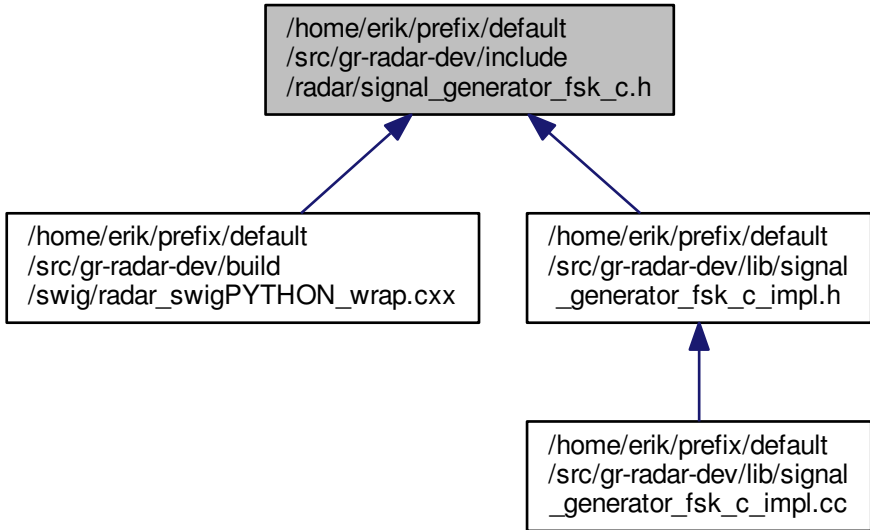 /home/erik/prefix/default
/src/gr-radar-dev/include
/radar/signal_generator_fsk_c.h
/home/erik/prefix/default
/src/gr-radar-dev/build
/swig/radar_swigPYTHON_wrap.cxx
/home/erik/prefix/default
/src/gr-radar-dev/lib/signal
_generator_fsk_c_impl.h
/home/erik/prefix/default
/src/gr-radar-dev/lib/signal
_generator_fsk_c_impl.cc